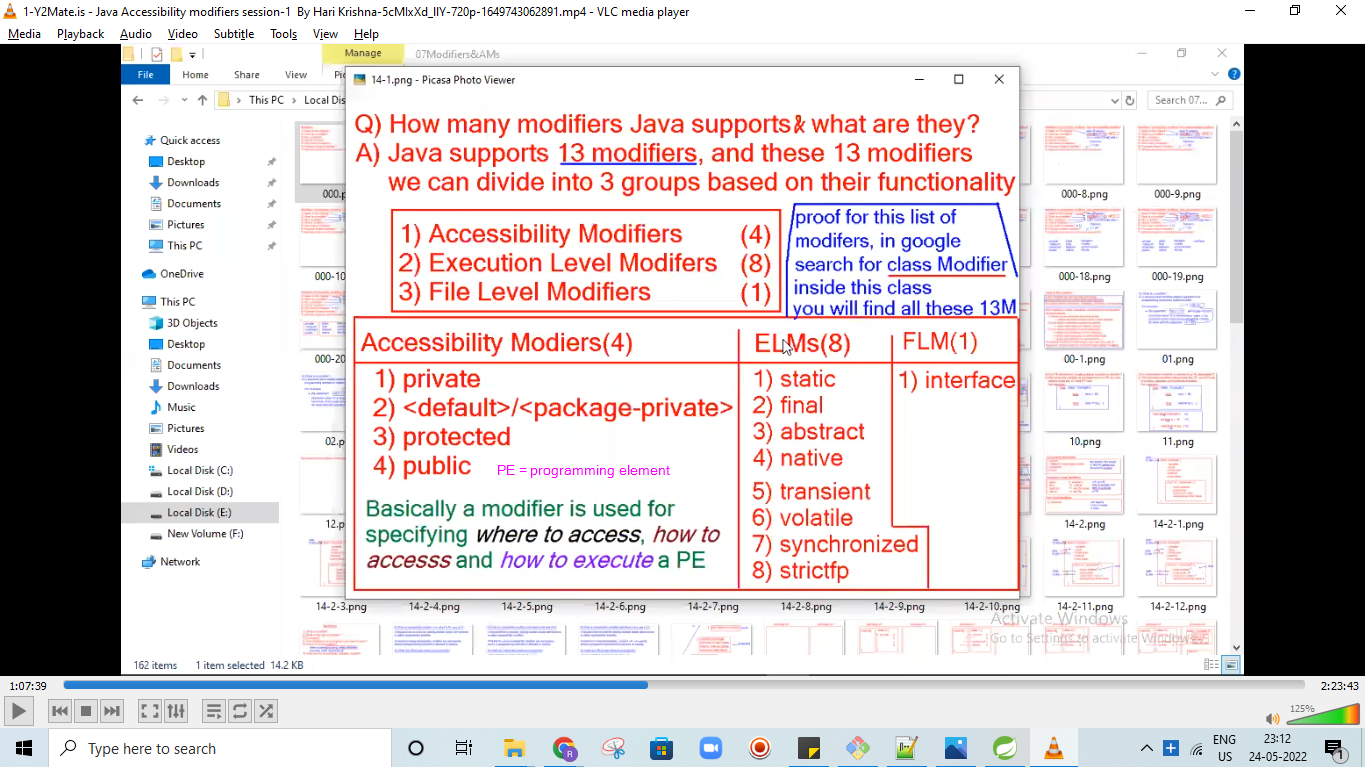 1-Y2Mate.is - Java Accessibility modifiers session-1  By Hari Krishna-5cMlxXd_lIY-720p-1649743062891.mp4 - VLC media player
Media Playback Audio Video Subtitle Tools View Help
Manage 07Modifiers&AMs
File Home Share View
This PC Local Dis Search 07...
14-1.png - Picasa Photo Viewer
Q) How many modifiers Java supports& what are they?
A) Java supports 13 modifiers, and these 13 modifiers
we can divide into 3 groups based on their functionality
1) Accessibility Modifiers (4)
2) Execution Level Modifers (8)
3) File Level Modifiers (1)
proof for this list of
modifers, in google
search for class Modifier
inside this class
you will find all these 13M
Accessibility Modiers(4)
1) private
2) <default>/<package-private>
3) protected
4) public
PE = programming element
Basically a modifier is used for
specifying where to access, how to
accesss and how to execute a PE
ELMs(8)
1) static
2) final
3) abstract
4) native
5) transient
6) volatile
7) synchronized
8) strictfp
FLM(1)
1) interface
Quick access
Desktop
Downloads
Documents
Pictures
This PC
OneDrive
This PC
3D Objects
Desktop
Documents
Downloads
Music
Pictures
Videos
Local Disk (C:)
Local Disk (D:)
Local Disk (E:)
New Volume (F:)
Network
000.p
000-8.png 000-9.png
000-10
000-18.png 000-19.png
000-20
00-1.png 01.png
02.p
10.png 11.png
12.p
14-2.png 14-2-1.png
14-2-3.png 14-2-4.png 14-2-5.png 14-2-6.png 14-2-7.png 14-2-8.png 14-2-9.png 14-2-10.png 14-2-11.png 14-2-12.png
Activate Windows
Go to Settings to activate Windows.
162 items 1 item selected 14.2 KB
1:07:39 2:23:43
125%
Type here to search
ENG
US
23:12
24-05-2022
1